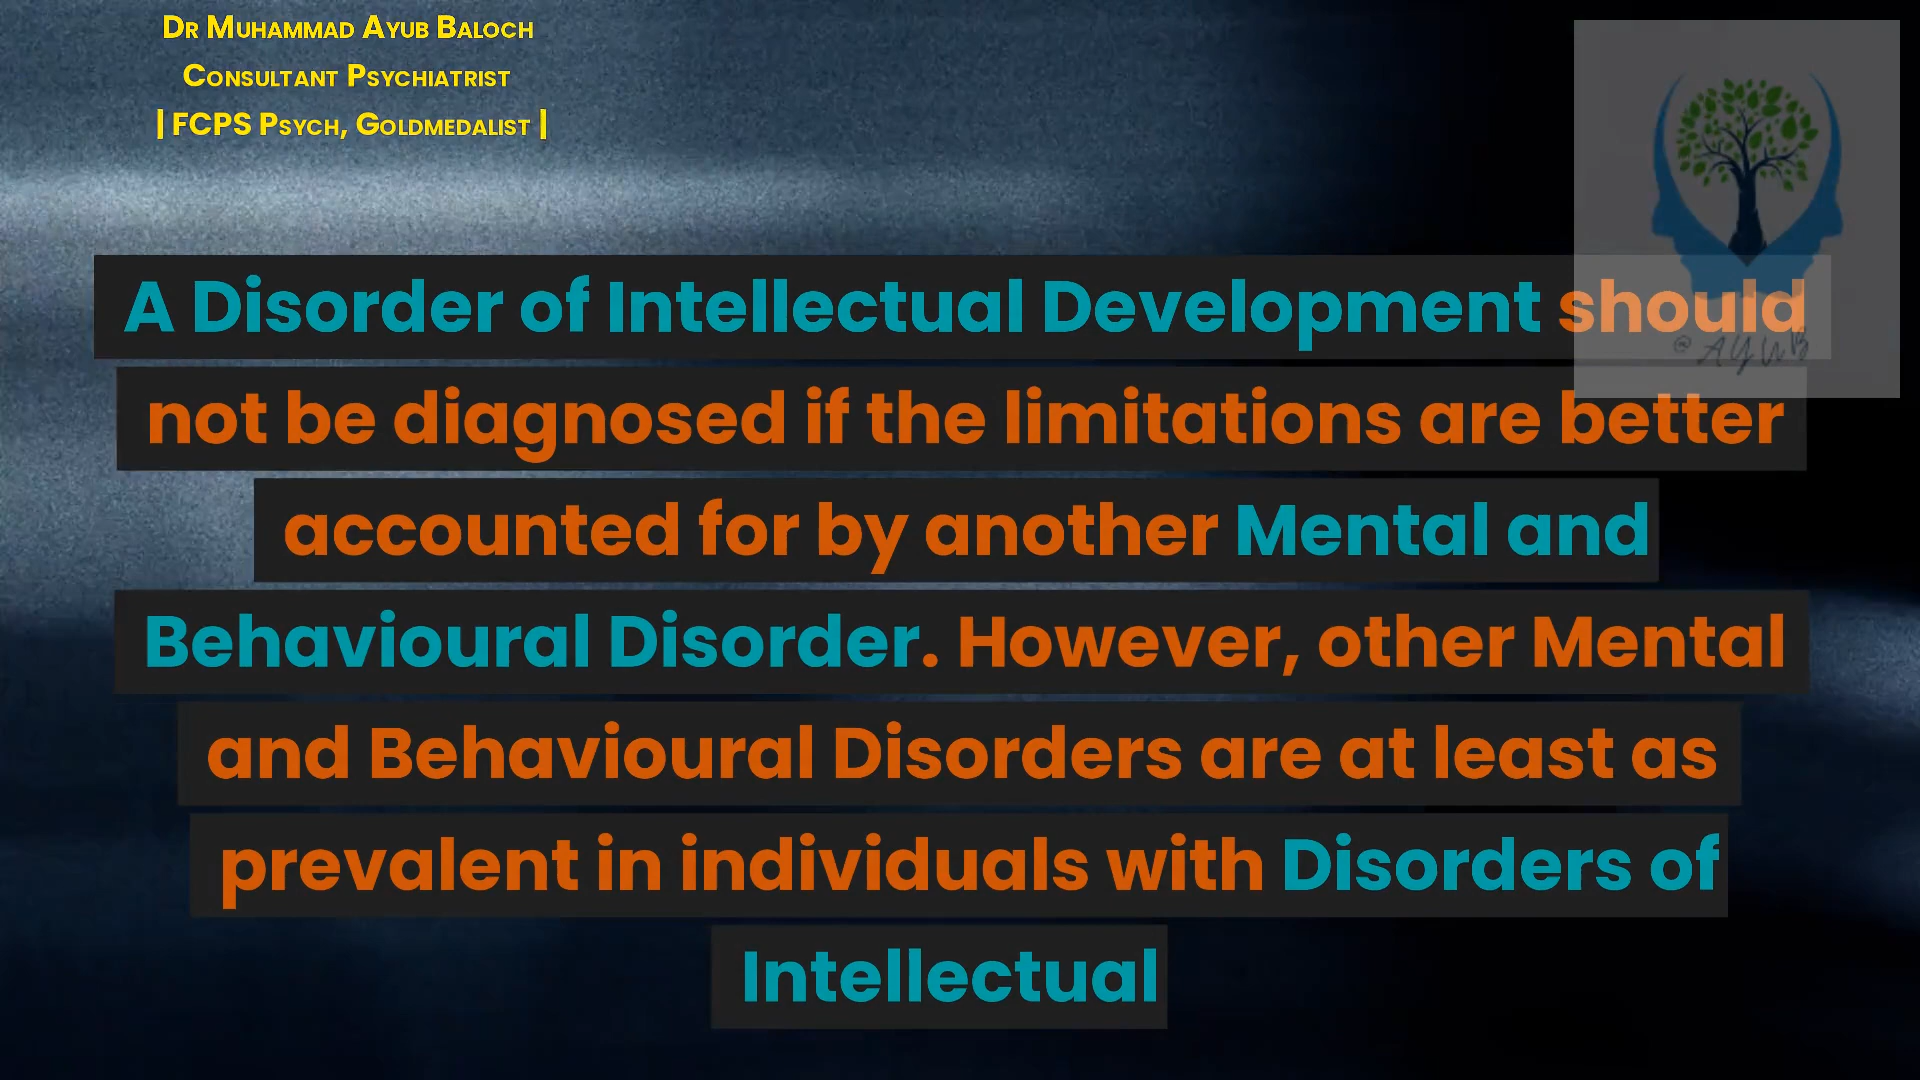 Dr Muhammad Ayub Baloch
Consultant Psychiatrist
| FCPS Psych, Goldmedalist |
A Disorder of Intellectual Development should
not be diagnosed if the limitations are better
accounted for by another Mental and
Behavioural Disorder. However, other Mental
and Behavioural Disorders are at least as
prevalent in individuals with Disorders of
Intellectual
@ AYUB